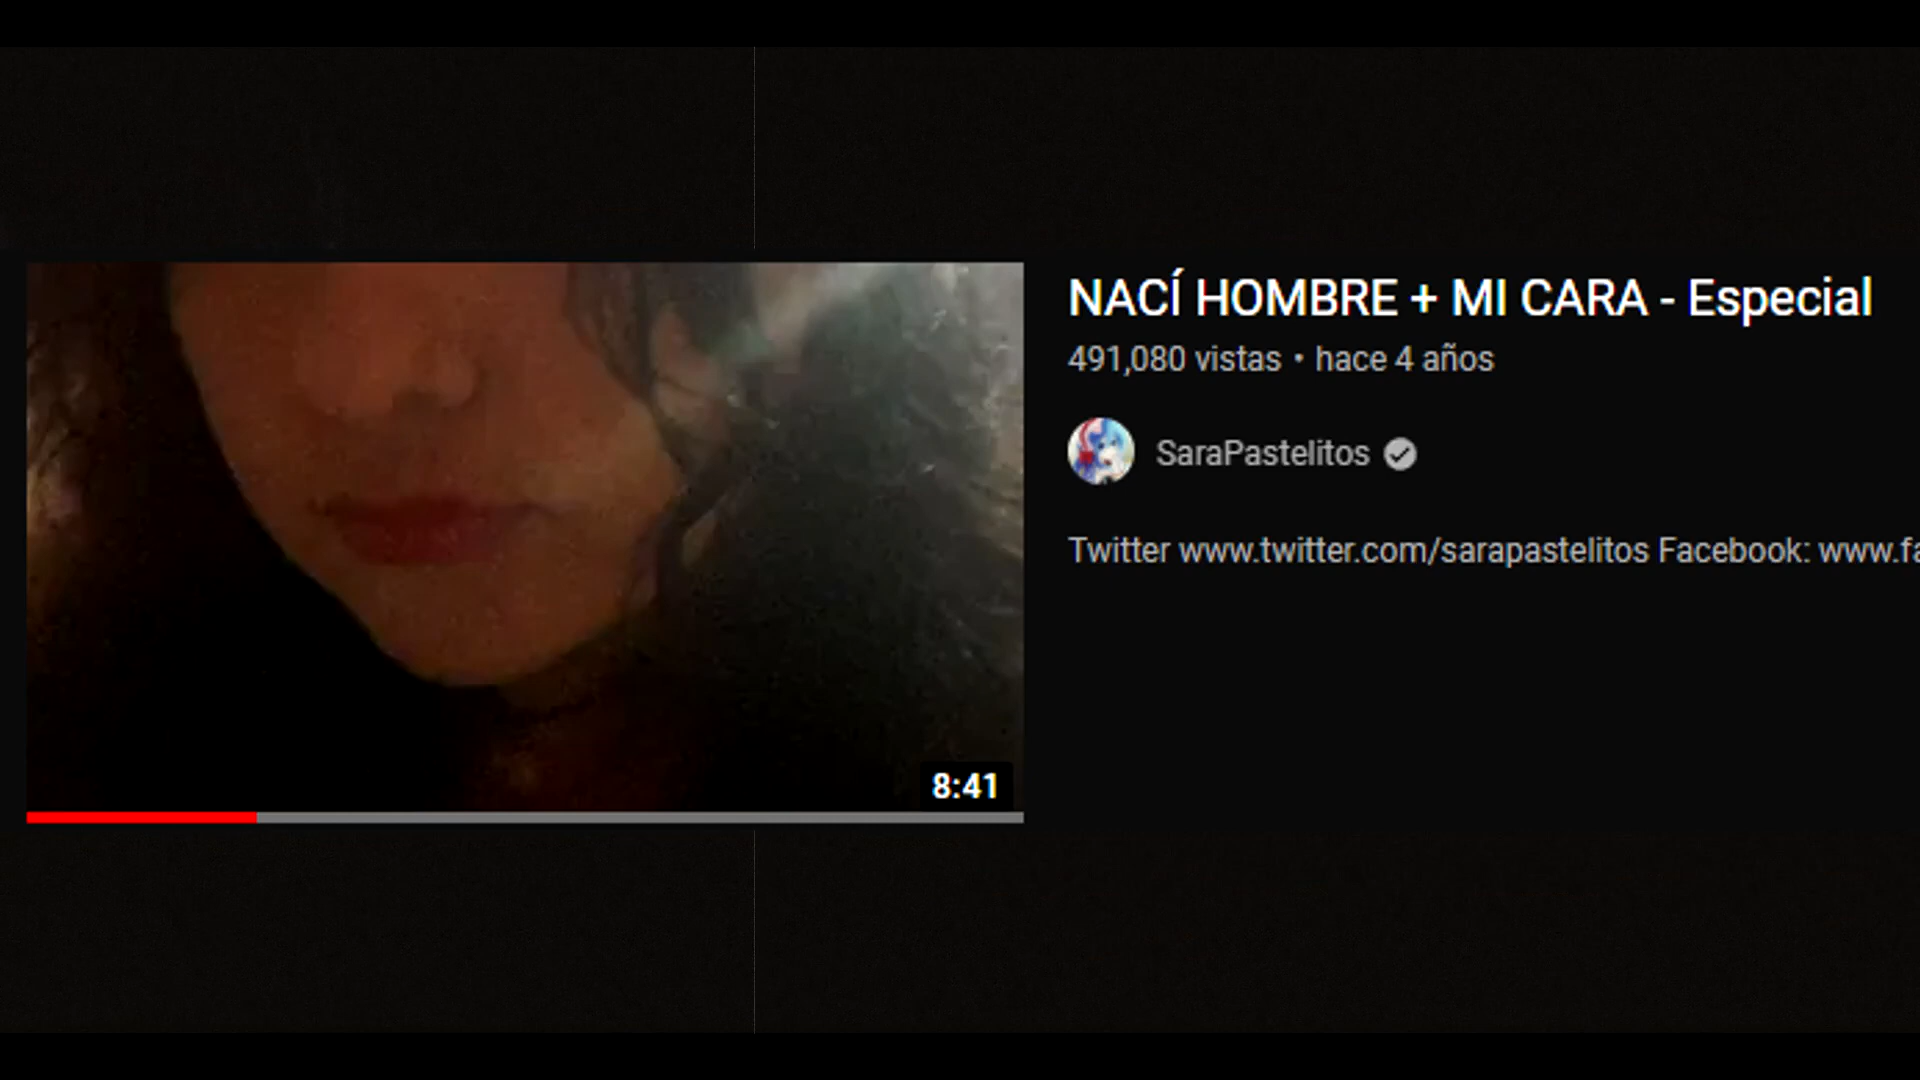 NACÍ HOMBRE + MI CARA - Especial
491,080 vistas • hace 4 años
SaraPastelitos
Twitter www.twitter.com/sarapastelitos Facebook: www.fa
8:41